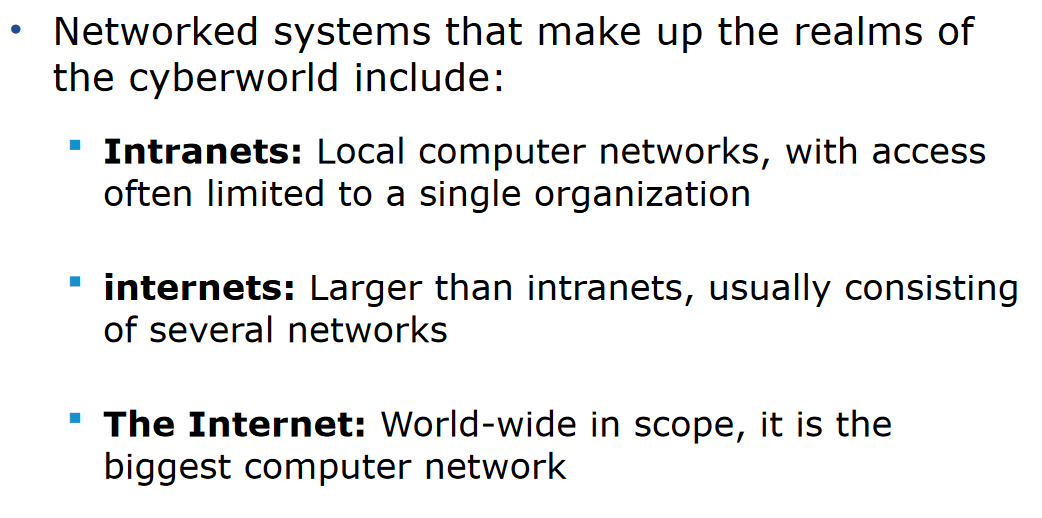 • Networked systems that make up the realms of
the cyberworld include:
▪ Intranets: Local computer networks, with access
often limited to a single organization
▪ internets: Larger than intranets, usually consisting
of several networks
▪ The Internet: World-wide in scope, it is the
biggest computer network